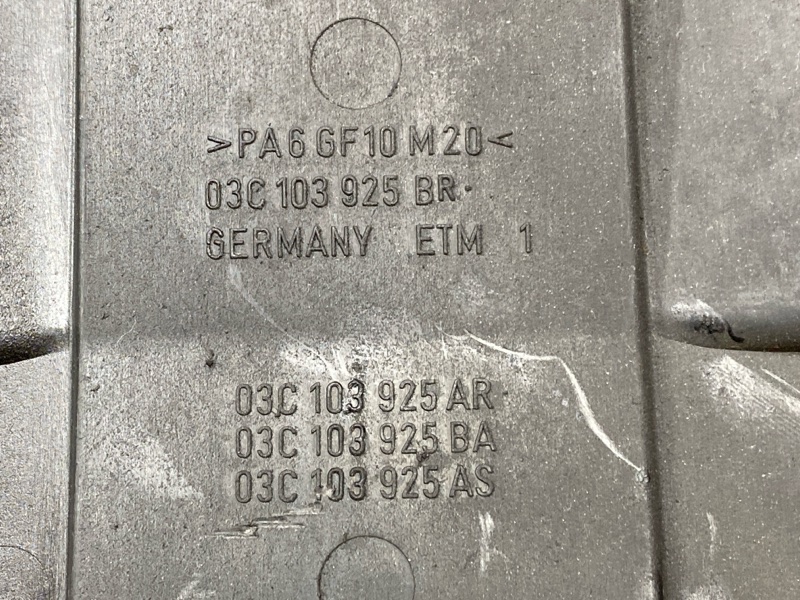 >PA6 GF10 M20<
03C 103 925 BR·
GERMANY ETM 1
03C 103 925 AR
03C 103 925 BA
03C 103 925 AS